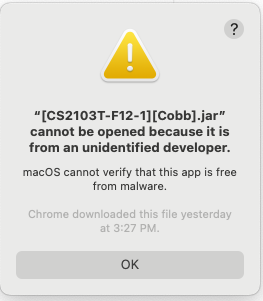 ?
“[CS2103T-F12-1][Cobb].jar”
cannot be opened because it is
from an unidentified developer.
macOS cannot verify that this app is free
from malware.
Chrome downloaded this file yesterday
at 3:27 PM.
OK